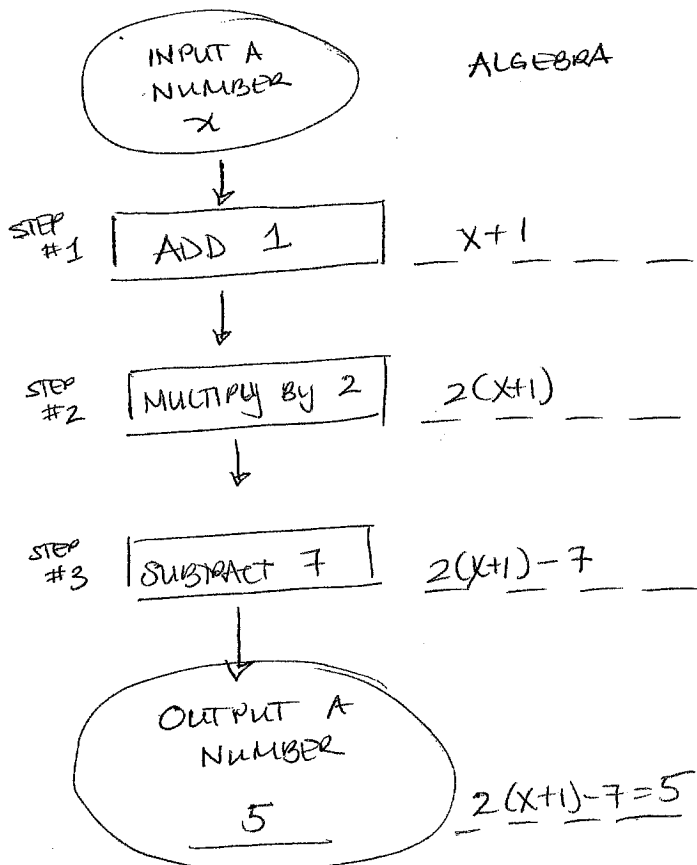 INPUT A
NUMBER
x
ALGEBRA
STEP
#1
ADD 1
x+1
STEP
#2
MULTIPLY BY 2
2(x+1)
STEP
#3
SUBTRACT 7
2(x+1)-7
OUTPUT A
NUMBER
5
2(x+1)-7=5